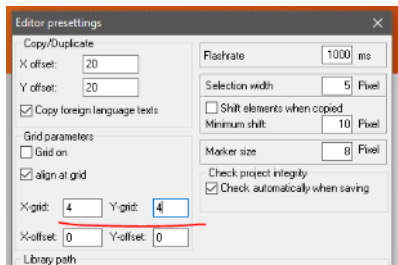 Editor presettings
Copy/Duplicate
X offset: 20
Y offset: 20
Copy foreign language texts
Grid parameters
Grid on
align at grid
X-grid: 4 Y-grid: 4
X-offset: 0 Y-offset: 0
Library path
Flashrate 1000 ms
Selection width 5 Pixel
Shift elements when copied
Minimum shift: 10 Pixel
Marker size 8 Pixel
Check project integrity
Check automatically when saving